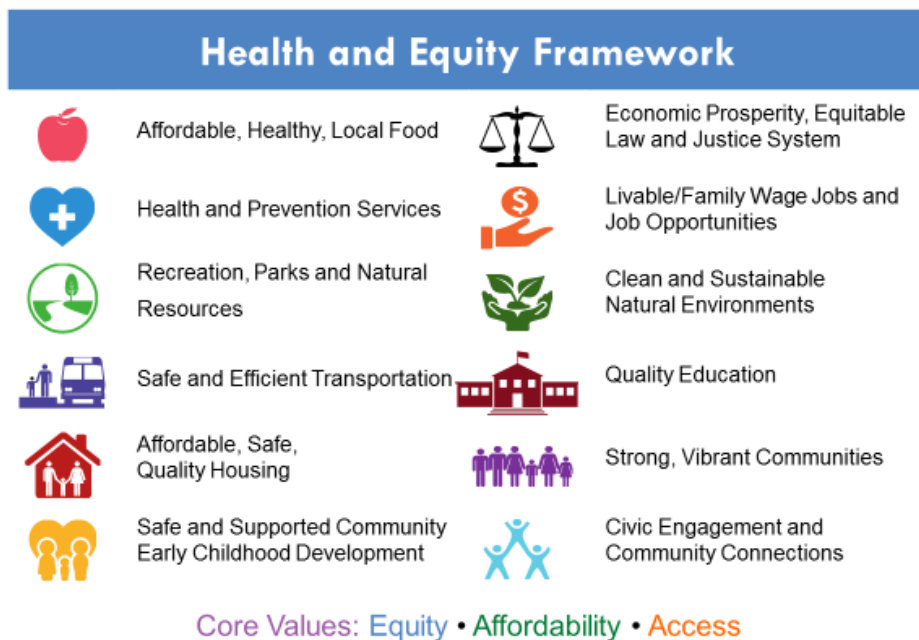 Health and Equity Framework
Affordable, Healthy, Local Food
Health and Prevention Services
Recreation, Parks and Natural
Resources
Safe and Efficient Transportation
Affordable, Safe,
Quality Housing
Safe and Supported Community
Early Childhood Development
Economic Prosperity, Equitable
Law and Justice System
$
Livable/Family Wage Jobs and
Job Opportunities
Clean and Sustainable
Natural Environments
Quality Education
Strong, Vibrant Communities
Civic Engagement and
Community Connections
Core Values: Equity • Affordability • Access